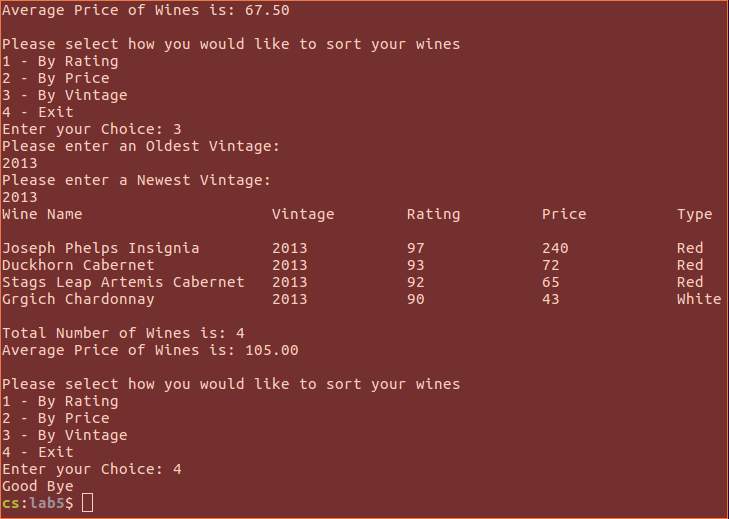 Average Price of Wines is: 67.50
Please select how you would like to sort your wines
1 - By Rating
2 - By Price
3 - By Vintage
4 - Exit
Enter your Choice: 3
Please enter an Oldest Vintage:
2013
Please enter a Newest Vintage:
2013
Wine Name Vintage Rating Price Type
Joseph Phelps Insignia 2013 97 240 Red
Duckhorn Cabernet 2013 93 72 Red
Stags Leap Artemis Cabernet 2013 92 65 Red
Grgich Chardonnay 2013 90 43 White
Total Number of Wines is: 4
Average Price of Wines is: 105.00
Please select how you would like to sort your wines
1 - By Rating
2 - By Price
3 - By Vintage
4 - Exit
Enter your Choice: 4
Good Bye
cs:lab5$